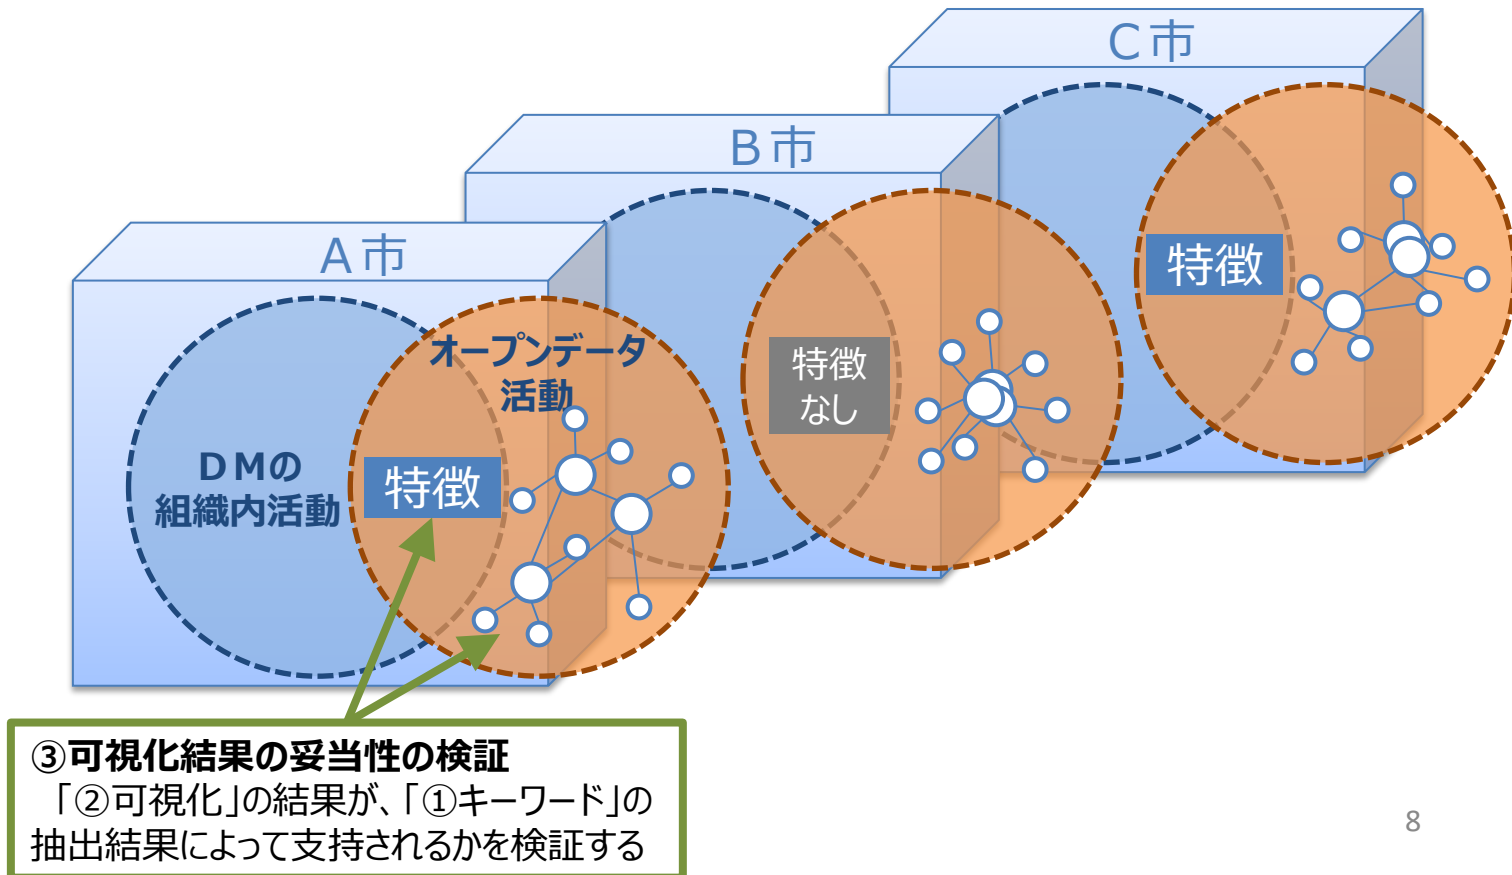 C市
B市
A市
特徴
オープンデータ
活動
特徴
なし
DMの
組織内活動
特徴
③可視化結果の妥当性の検証
「②可視化」の結果が、「①キーワード」の
抽出結果によって支持されるかを検証する
8